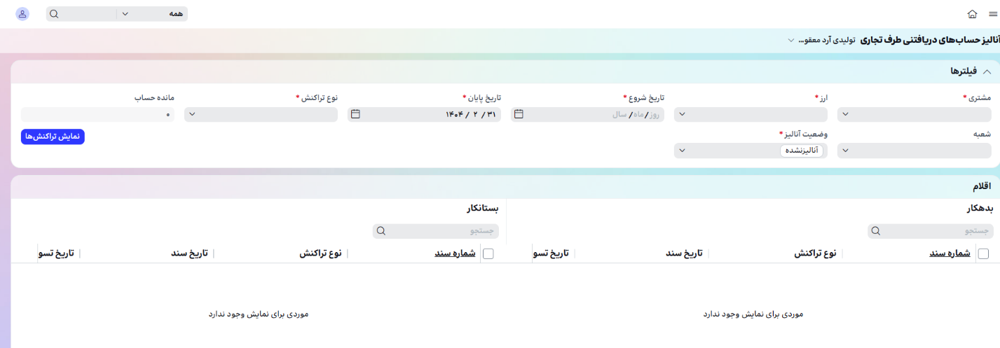 همه
آنالیز حساب‌های دریافتنی طرف تجاری تولیدی آرد معقو...
فیلترها
مشتری * ارز * تاریخ شروع * تاریخ پایان * نوع تراکنش * مانده حساب
روز/ماه/ سال ۱۴۰۴/ ۲ /۳۱ ۰
شعبه وضعیت آنالیز * نمایش تراکنش‌ها
آنالیزنشده
اقلام
بدهکار بستانکار
جستجو جستجو
شماره سند نوع تراکنش تاریخ سند تاریخ تسو شماره سند نوع تراکنش تاریخ سند تاریخ تسو
موردی برای نمایش وجود ندارد موردی برای نمایش وجود ندارد